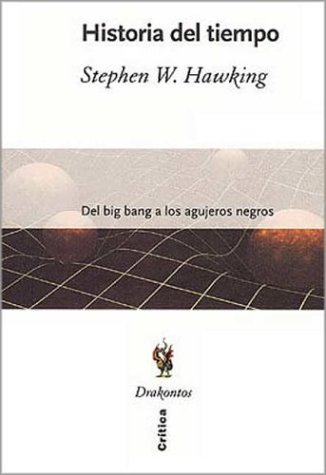 Historia del tiempo
Stephen W. Hawking
Del big bang a los agujeros negros
Drakontos
Crítica